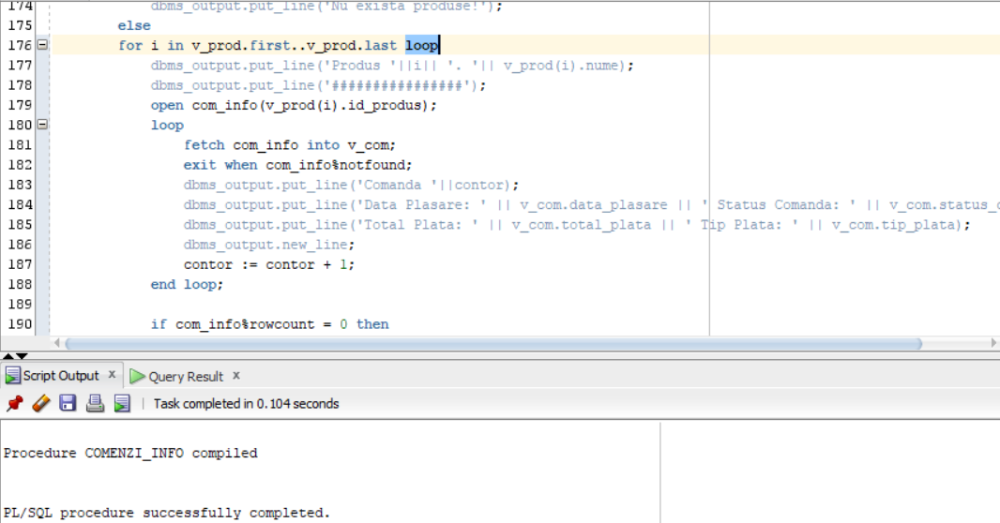 174 dbms_output.put_line('Nu exista produse!');
175 else
176 for i in v_prod.first..v_prod.last loop
177 dbms_output.put_line('Produs '||i|| '. '|| v_prod(i).nume);
178 dbms_output.put_line('################');
179 open com_info(v_prod(i).id_produs);
180 loop
181 fetch com_info into v_com;
182 exit when com_info%notfound;
183 dbms_output.put_line('Comanda '||contor);
184 dbms_output.put_line('Data Plasare: ' || v_com.data_plasare || ' Status Comanda: ' || v_com.status_c
185 dbms_output.put_line('Total Plata: ' || v_com.total_plata || ' Tip Plata: ' || v_com.tip_plata);
186 dbms_output.new_line;
187 contor := contor + 1;
188 end loop;
189
190 if com_info%rowcount = 0 then
Script Output x Query Result x
Task completed in 0.104 seconds
Procedure COMENZI_INFO compiled
PL/SQL procedure successfully completed.